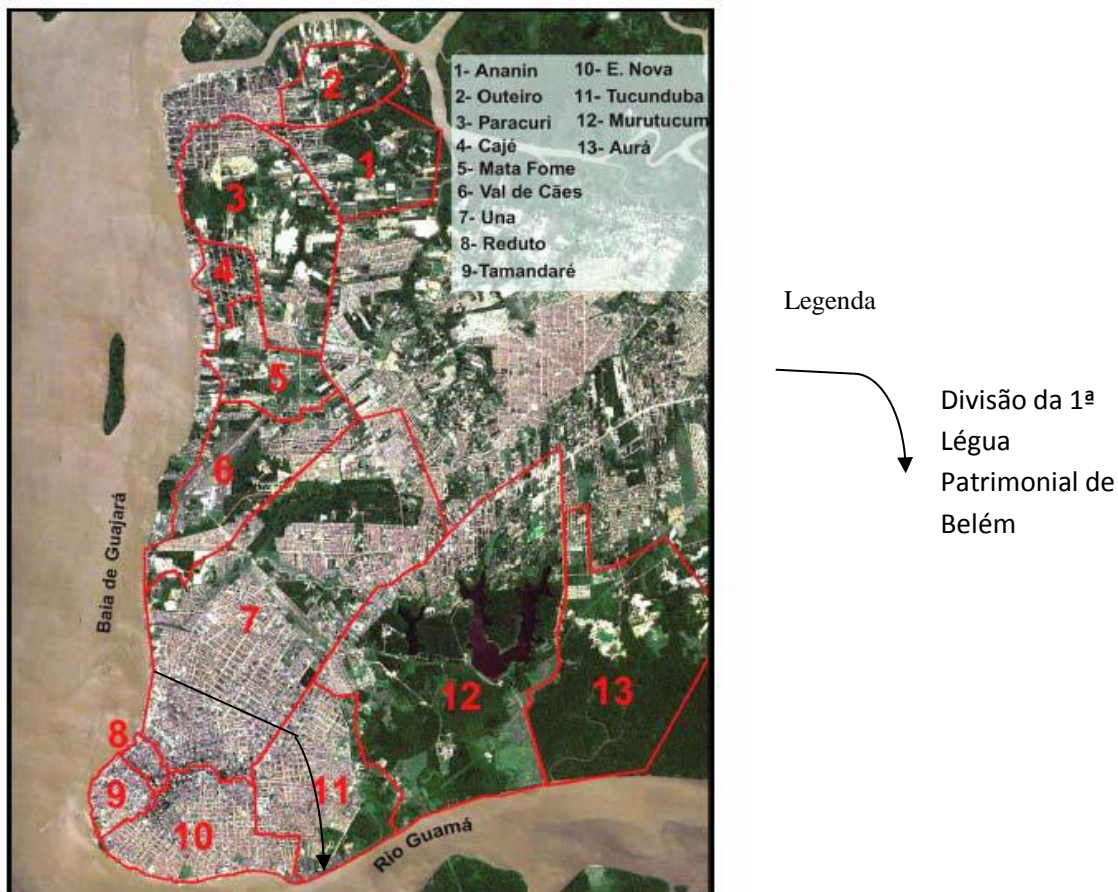 1- Ananin
2- Outeiro
3- Paracuri
4- Cajé
5- Mata Fome
6- Val de Cães
7- Una
8- Reduto
9-Tamandaré
10- E. Nova
11- Tucunduba
12- Murutucum
13- Aurá
2
1
3
4
5
6
Baia de Guajará
7
12
13
8
9
10
11
Rio Guamá
Legenda
Divisão da 1ª
Légua
Patrimonial de
Belém